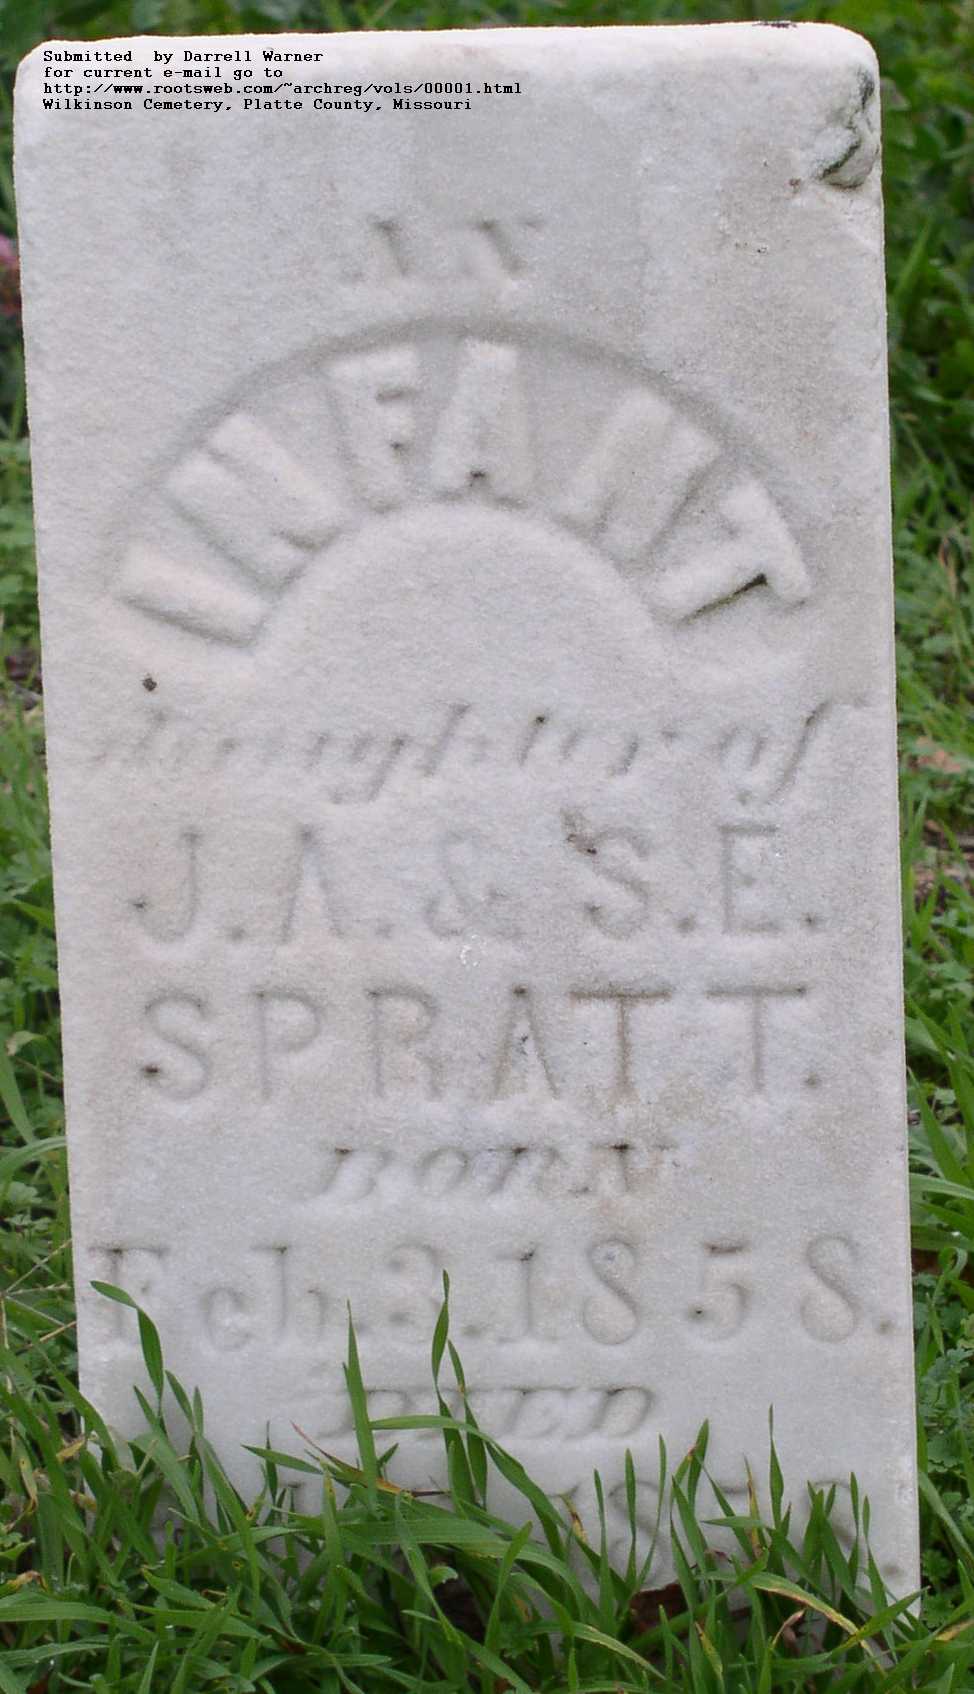 Submitted  by Darrell Warner
for current e-mail go to
http://www.rootsweb.com/~archreg/vols/00001.html
Wilkinson Cemetery, Platte County, Missouri
AN
INFANT
daughter of
J.A. & S.E.
SPRATT.
BORN
Feb.3.1858.
DIED